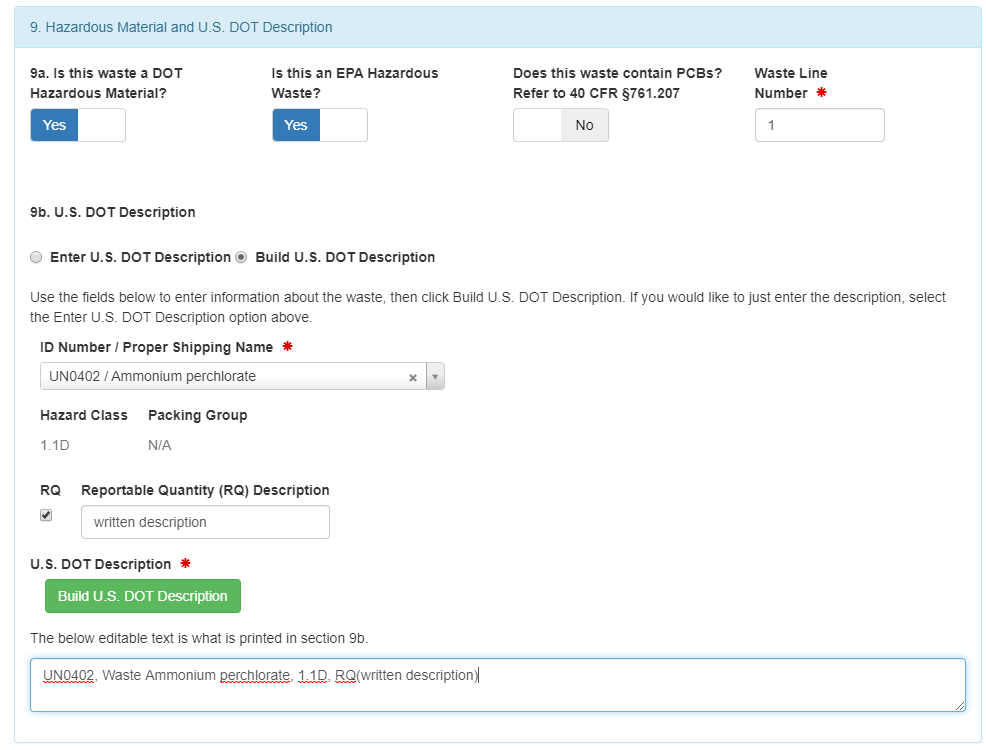 9. Hazardous Material and U.S. DOT Description
9a. Is this waste a DOT
Hazardous Material?
Yes
Is this an EPA Hazardous
Waste?
Yes
Does this waste contain PCBs?
Refer to 40 CFR §761.207
No
Waste Line
Number *
1
9b. U.S. DOT Description
Enter U.S. DOT Description Build U.S. DOT Description
Use the fields below to enter information about the waste, then click Build U.S. DOT Description. If you would like to just enter the description, select
the Enter U.S. DOT Description option above.
ID Number / Proper Shipping Name *
UN0402 / Ammonium perchlorate ×
Hazard Class Packing Group
1.1D N/A
RQ Reportable Quantity (RQ) Description
written description
U.S. DOT Description *
Build U.S. DOT Description
The below editable text is what is printed in section 9b.
UN0402, Waste Ammonium perchlorate, 1.1D, RQ(written description)